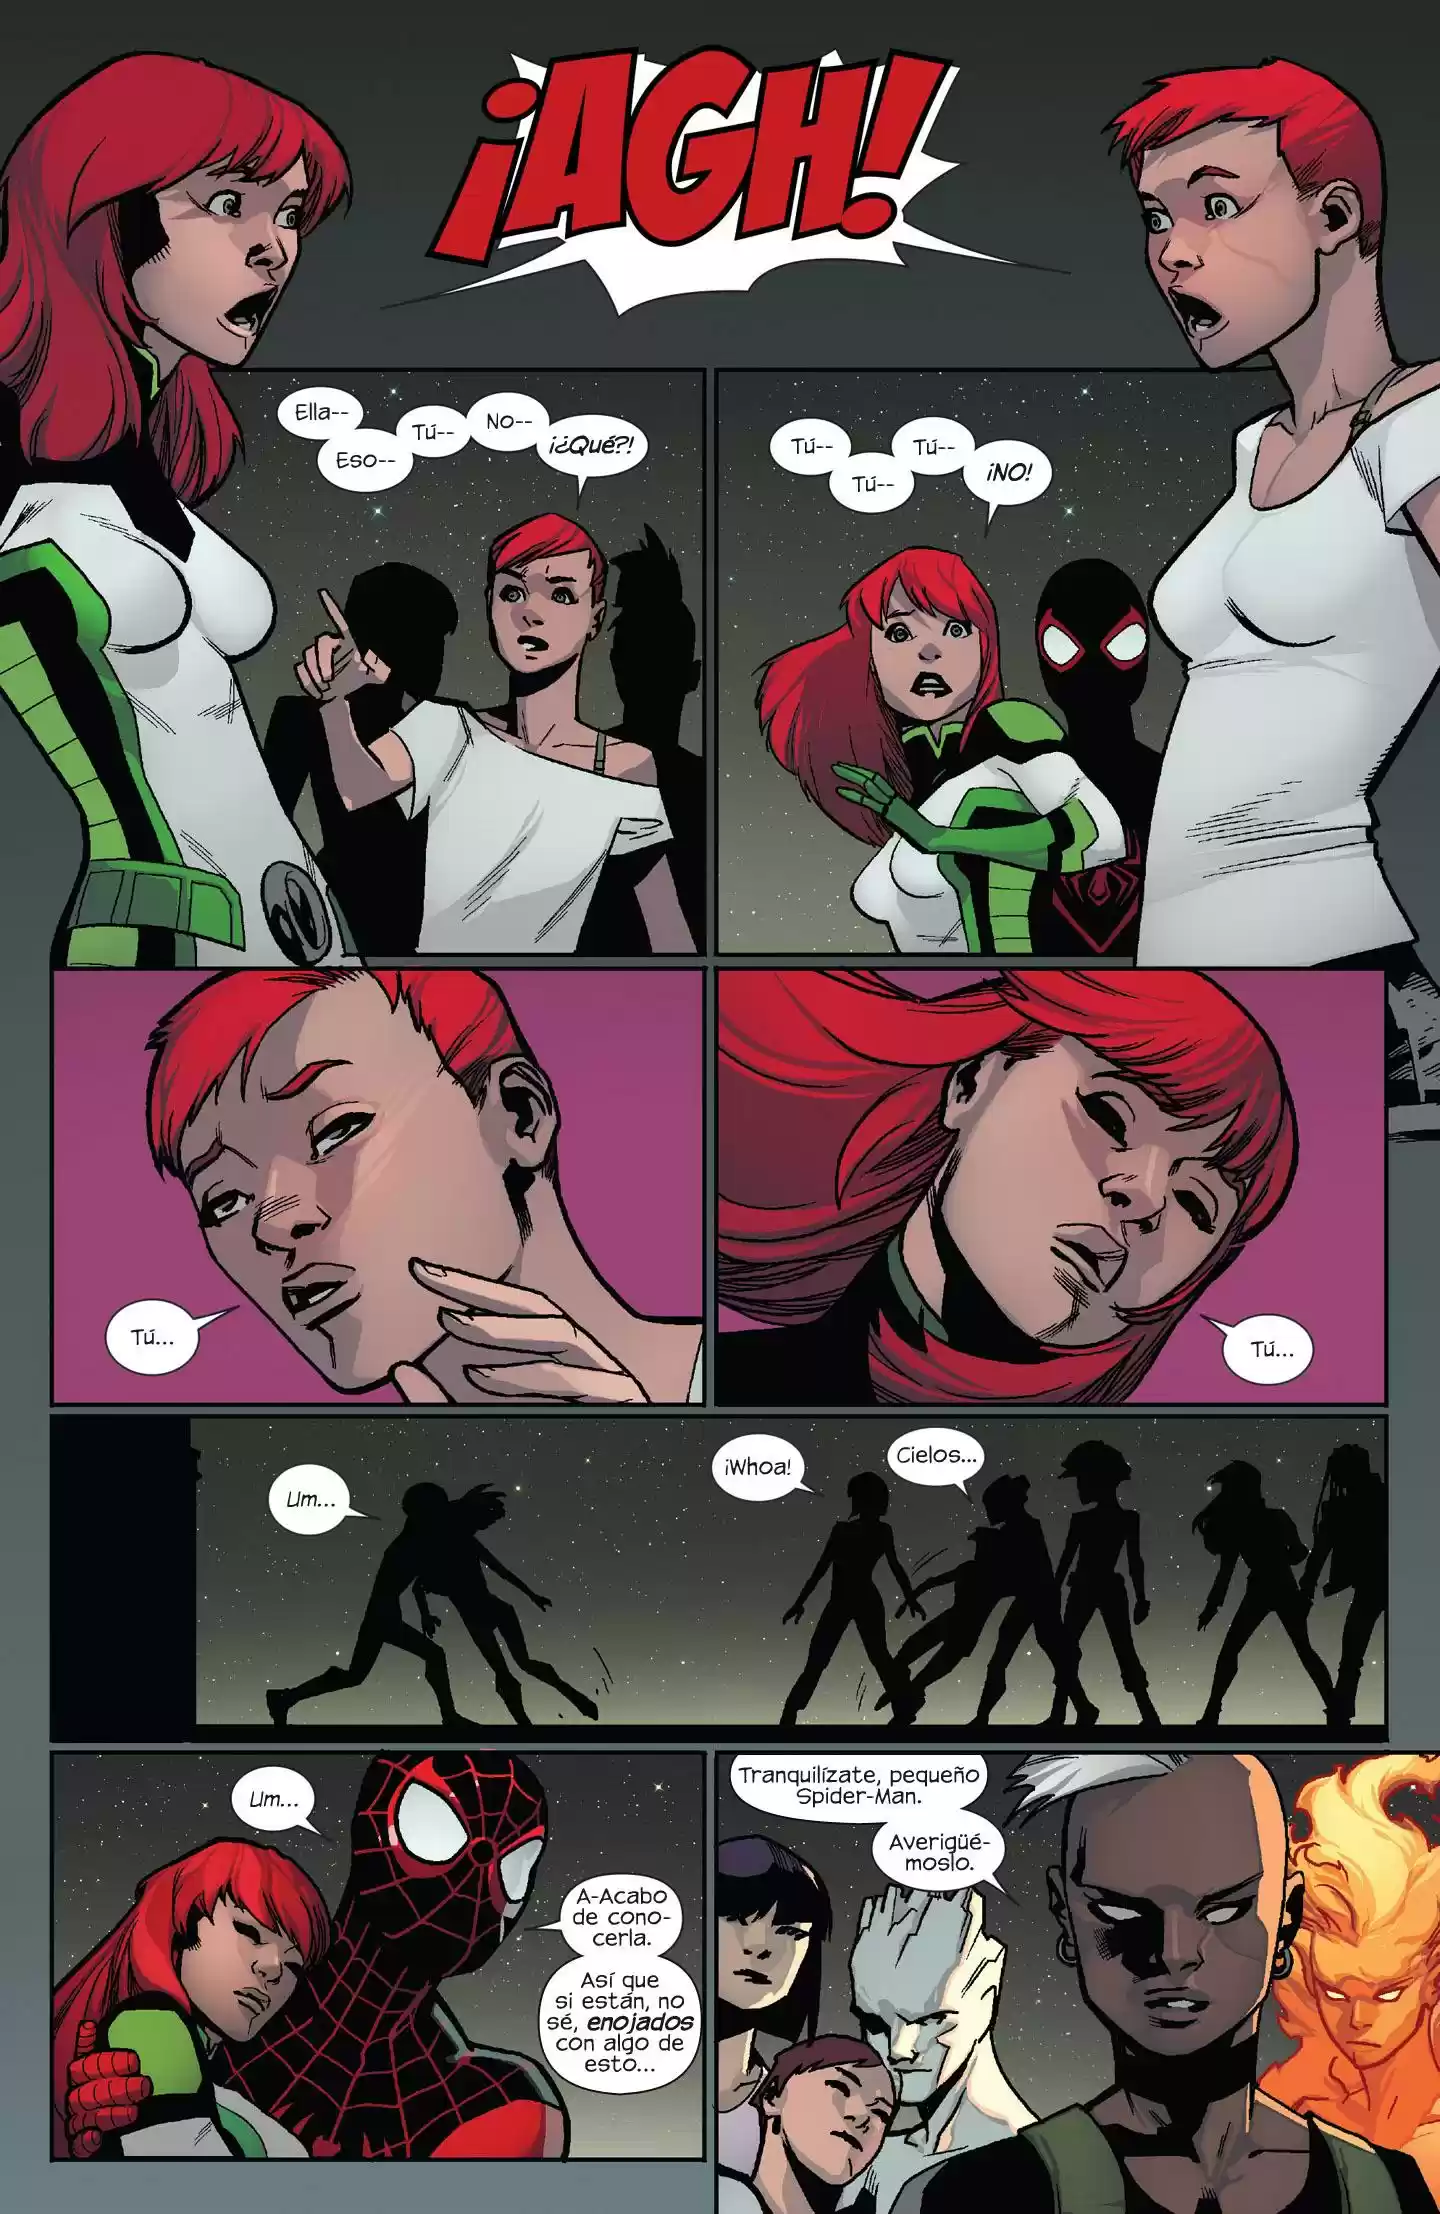 ¡AGH!
Ella--
Eso--
Tú--
No--
¡¿Qué?!
Tú--
Tú--
Tú--
¡NO!
Tú...
Tú...
Um...
¡Whoa!
Cielos...
Um...
A-Acabo
de cono-
cerla.
Así que
si están, no
sé, enojados
con algo de
esto...
Tranquilízate, pequeño
Spider-Man.
Averigüé-
moslo.